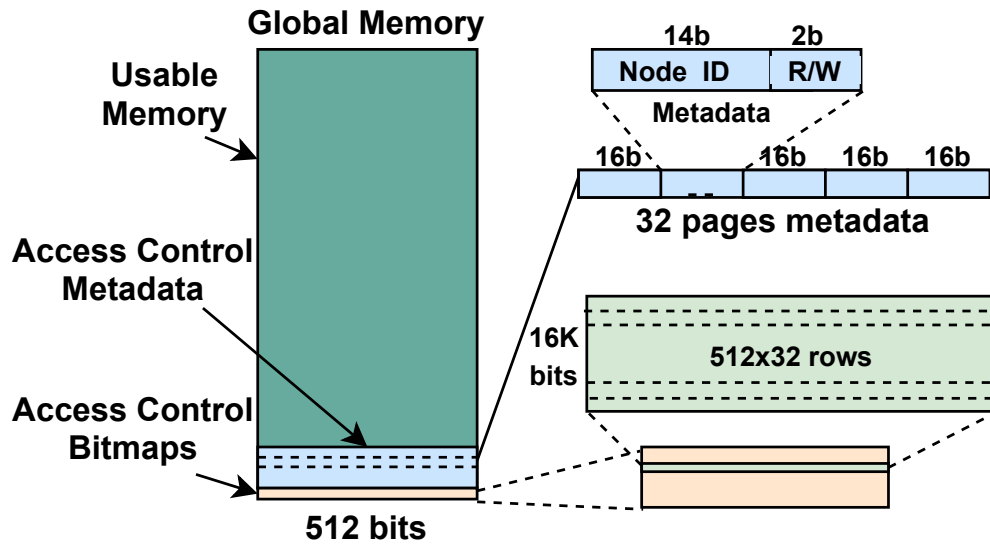 Global Memory
Usable
Memory
Access Control
Metadata
Access Control
Bitmaps
512 bits
14b 2b
Node ID R/W
Metadata
16b 16b 16b 16b
32 pages metadata
16K
bits
512x32 rows